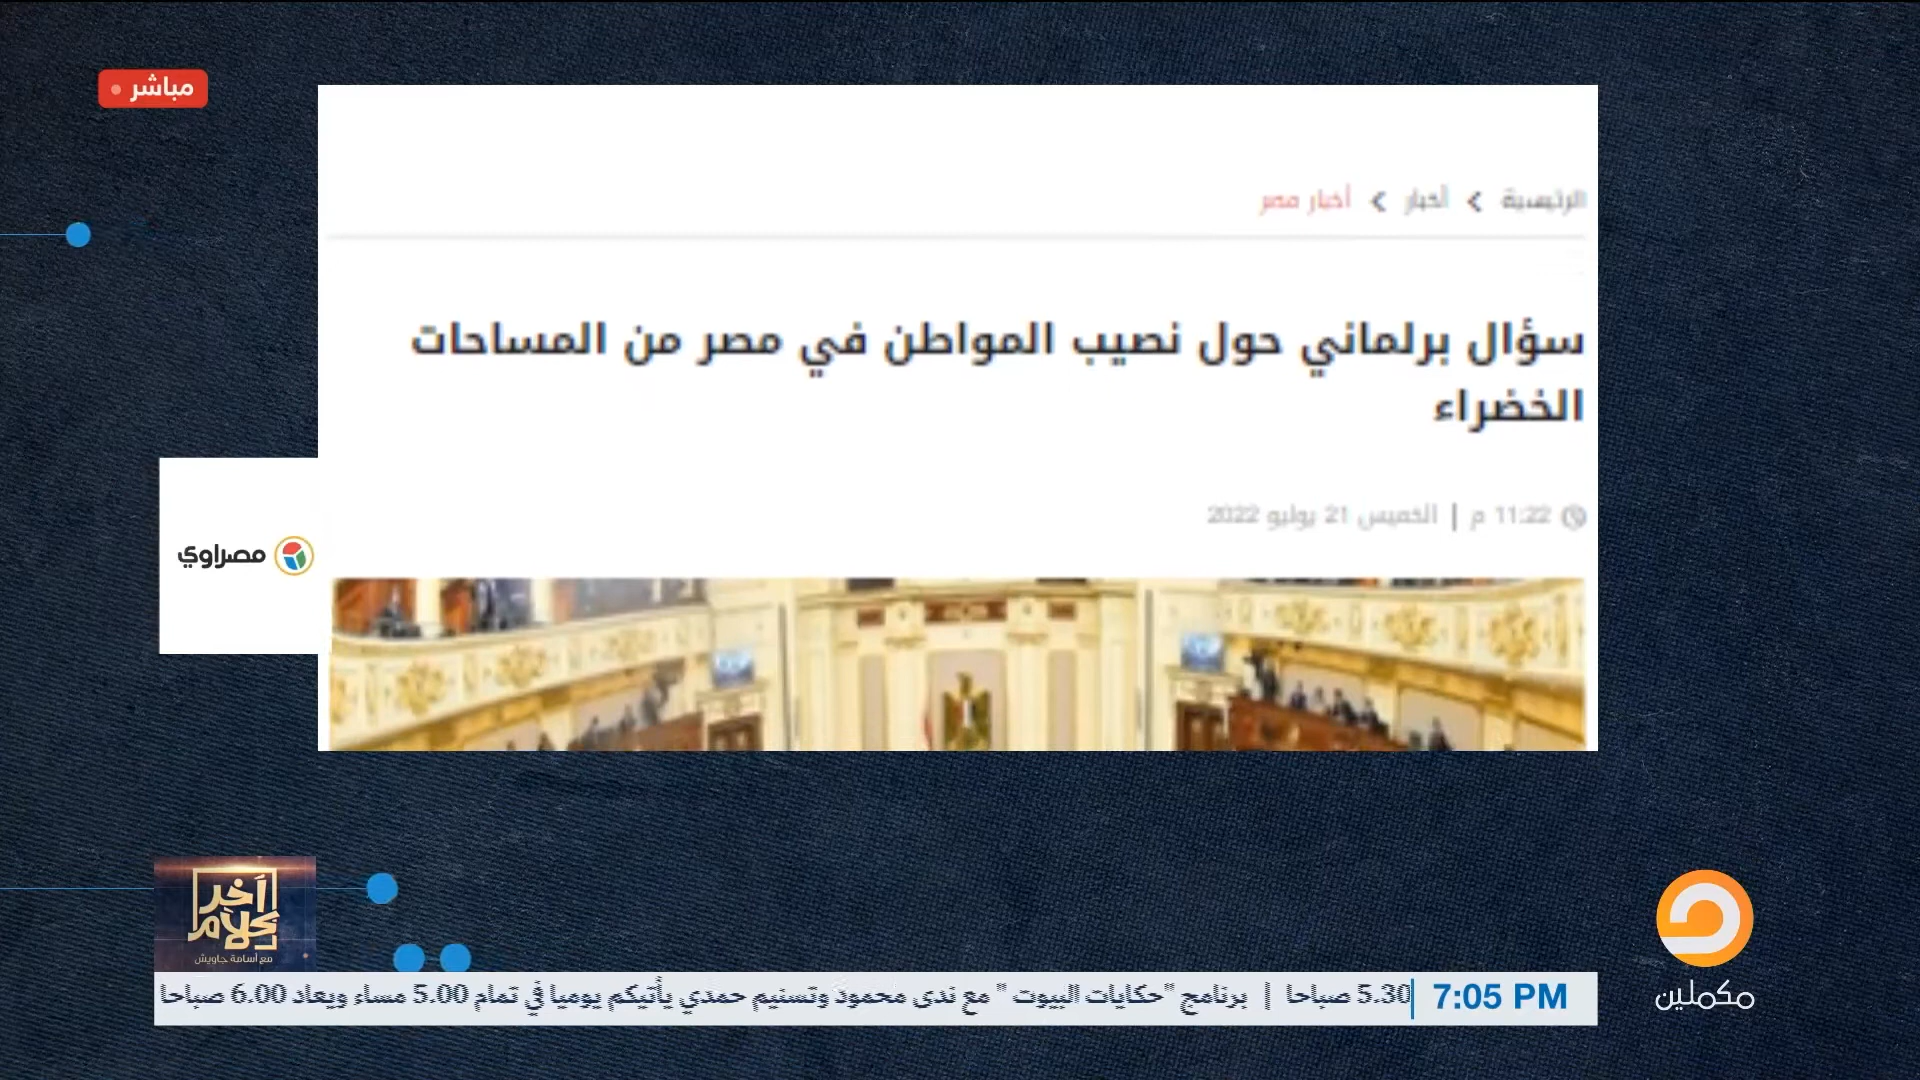 مباشر
الرئيسية > أخبار > أخبار مصر
سؤال برلماني حول نصيب المواطن في مصر من المساحات
الخضراء
11:22 م | الخميس 21 يوليو 2022
مصراوي
آخر
كلام
مع أسامة جاويش
7:05 PM
5.30 صباحا | برنامج "حكايات البيوت " مع ندى محمود وتسنيم حمدي يأتيكم يوميا في تمام 5.00 مساء ويعاد 6.00 صباحا
مكملين